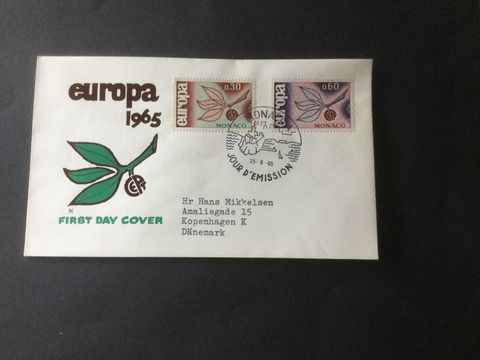 europa
1965
CEPT
N
FIRST DAY COVER
europa
0.30
MONACO
europa
0.60
MONACO
JOUR D'EMISSION
25-9-65
Hr Hans Mikkelsen
Amaliegade 15
Kopenhagen K
Dänemark